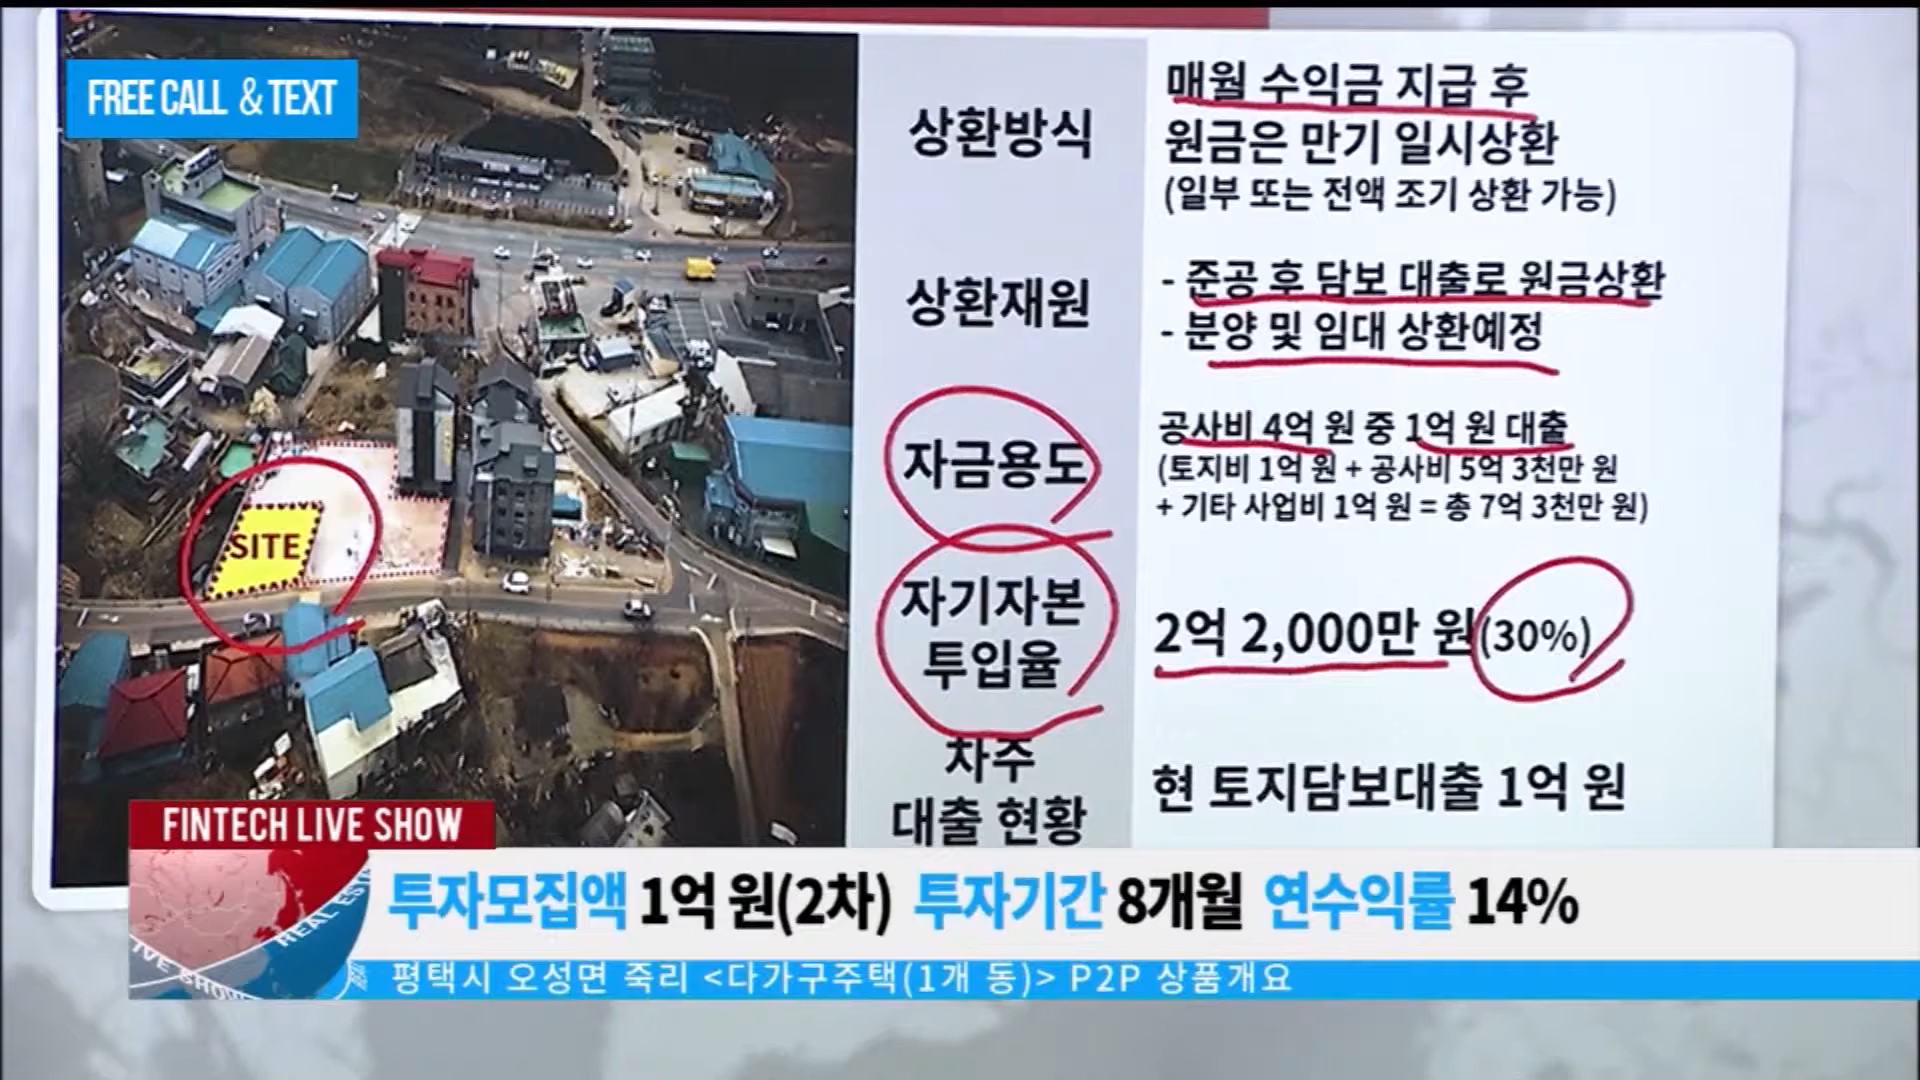 FREE CALL & TEXT
상환방식
매월 수익금 지급 후
원금은 만기 일시상환
(일부 또는 전액 조기 상환 가능)
상환재원
- 준공 후 담보 대출로 원금상환
- 분양 및 임대 상환예정
자금용도
공사비 4억 원 중 1억 원 대출
(토지비 1억 원 + 공사비 5억 3천만 원
+ 기타 사업비 1억 원 = 총 7억 3천만 원)
SITE
자기자본
투입율
2억 2,000만 원(30%)
차주
대출 현황
현 토지담보대출 1억 원
FINTECH LIVE SHOW
투자모집액 1억 원(2차) 투자기간 8개월 연수익률 14%
평택시 오성면 죽리 <다가구주택(1개 동)> P2P 상품개요